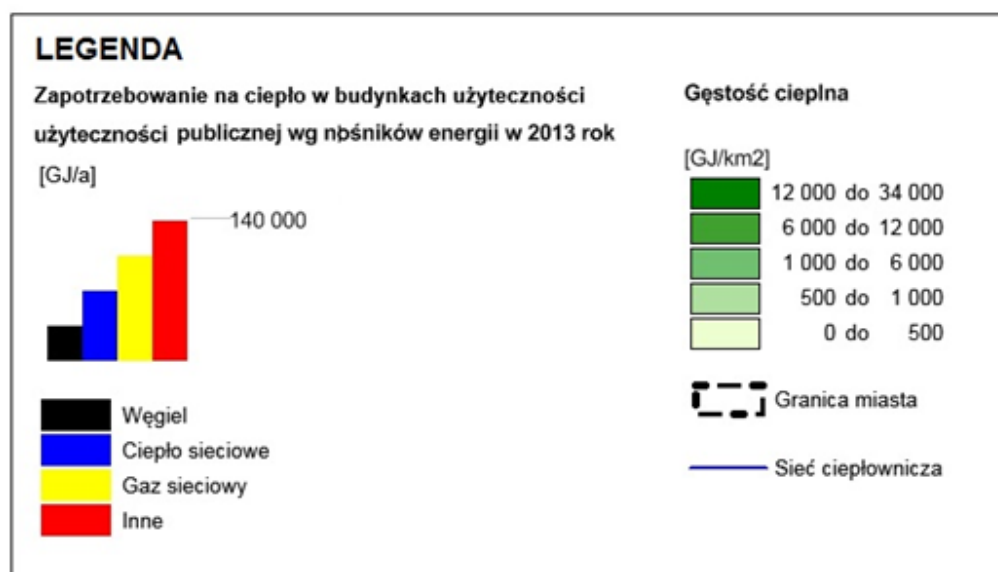 LEGENDA
Zapotrzebowanie na ciepło w budynkach użyteczności
użyteczności publicznej wg nośników energii w 2013 rok
[GJ/a]
140 000
Węgiel
Ciepło sieciowe
Gaz sieciowy
Inne
Gęstość cieplna
[GJ/km2]
12 000 do 34 000
6 000 do 12 000
1 000 do 6 000
500 do 1 000
0 do 500
Granica miasta
Sieć ciepłownicza